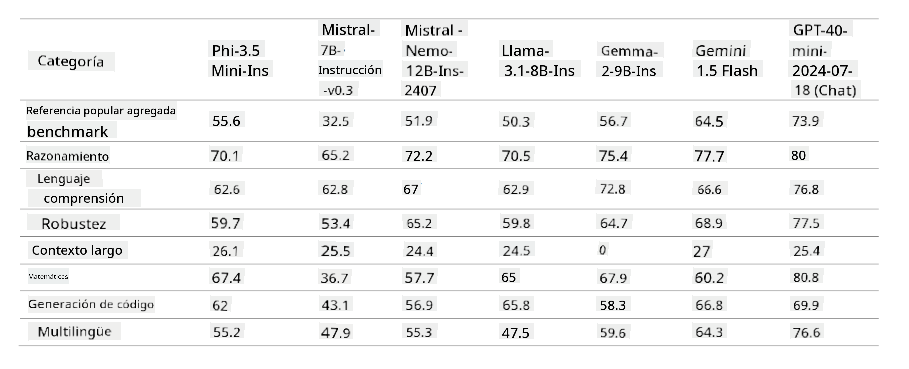 Categoría Phi-3.5 Mini-Ins Mistral-7B-Instrucción-v0.3 Mistral -Nemo-12B-Ins-2407 Llama-3.1-8B-Ins Gemma-2-9B-Ins Gemini 1.5 Flash GPT-40-mini-2024-07-18 (Chat)
Referencia popular agregada benchmark 55.6 32.5 51.9 50.3 56.7 64.5 73.9
Razonamiento 70.1 65.2 72.2 70.5 75.4 77.7 80
Lenguaje comprensión 62.6 62.8 67 62.9 72.8 66.6 76.8
Robustez 59.7 53.4 65.2 59.8 64.7 68.9 77.5
Contexto largo 26.1 25.5 24.4 24.5 0 27 25.4
Matemáticas 67.4 36.7 57.7 65 67.9 60.2 80.8
Generación de código 62 43.1 56.9 65.8 58.3 66.8 69.9
Multilingüe 55.2 47.9 55.3 47.5 59.6 64.3 76.6